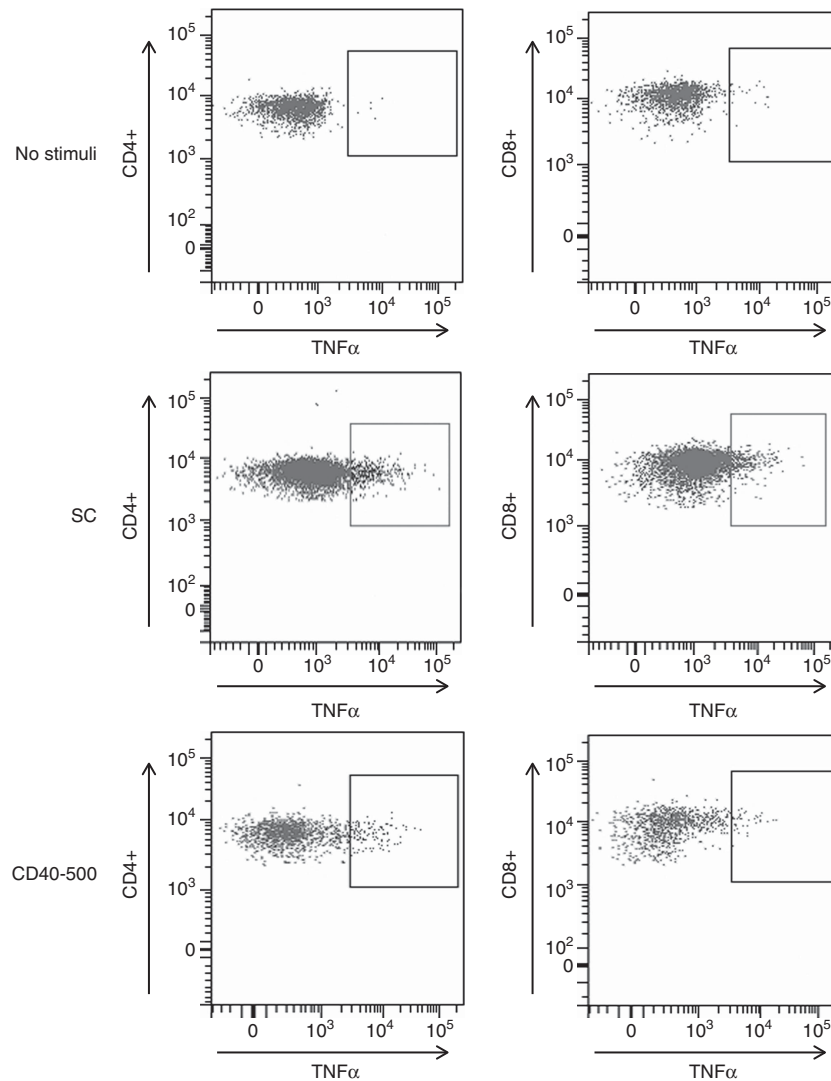 No stimuli
CD4+
10⁵
10⁴
10³
10²
0
0 10³ 10⁴ 10⁵
TNFα
CD8+
10⁵
10⁴
10³
0
0 10³ 10⁴ 10⁵
TNFα
SC
CD4+
10⁵
10⁴
10³
10²
0
0 10³ 10⁴ 10⁵
TNFα
CD8+
10⁵
10⁴
10³
0
0 10³ 10⁴ 10⁵
TNFα
CD40-500
CD4+
10⁵
10⁴
10³
0
0 10³ 10⁴ 10⁵
TNFα
CD8+
10⁵
10⁴
10³
10²
0
0 10³ 10⁴ 10⁵
TNFα